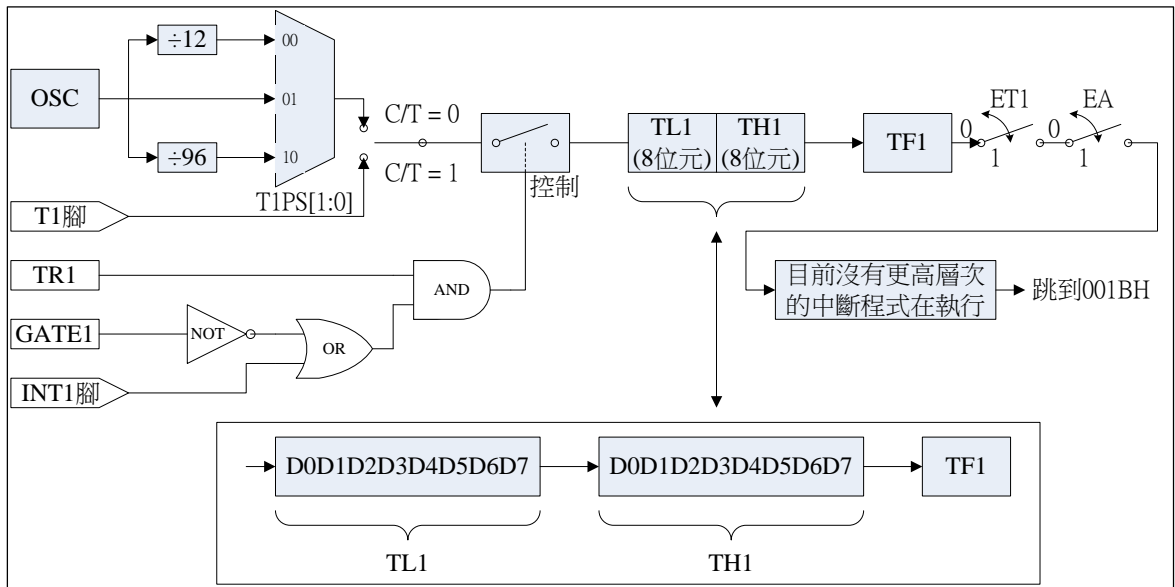 OSC
÷12
÷96
00
01
10
T1PS[1:0]
T1腳
C/T = 0
C/T = 1
控制
TL1
(8位元)
TH1
(8位元)
TF1
0
ET1
1
0
EA
1
TR1
GATE1
INT1腳
NOT
OR
AND
目前沒有更高層次
的中斷程式在執行
跳到001BH
D0D1D2D3D4D5D6D7
D0D1D2D3D4D5D6D7
TF1
TL1
TH1